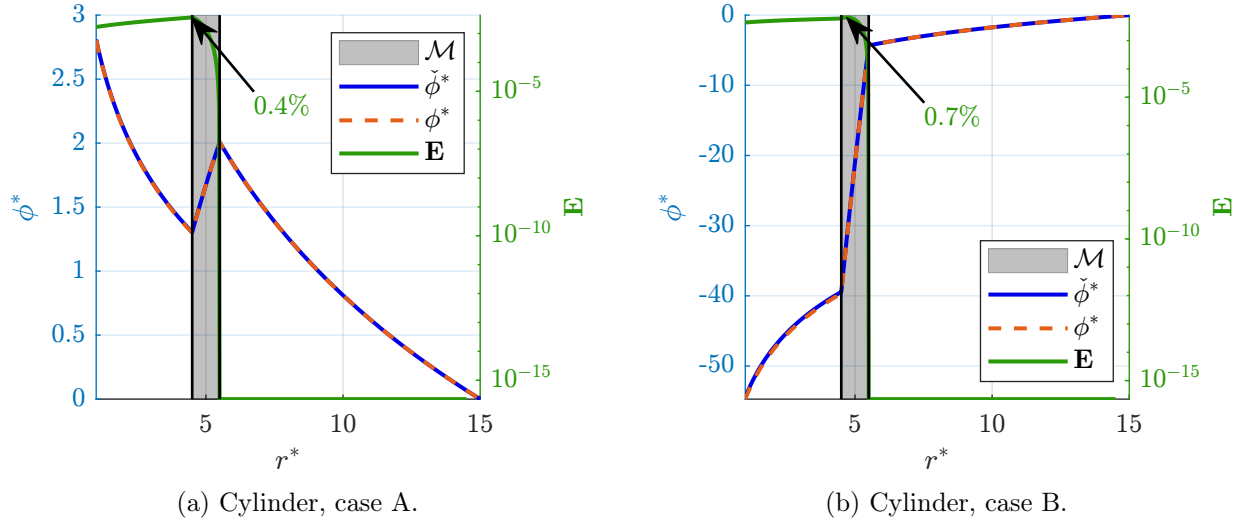 3
2.5
2
1.5
1
0.5
0
ϕ*
10⁻⁵
10⁻¹⁰
10⁻¹⁵
E
5
10
15
r*
0.4%
ℳ
ϕ̌*
ϕ*
E
(a) Cylinder, case A.
0
-10
-20
-30
-40
-50
ϕ*
10⁻⁵
10⁻¹⁰
10⁻¹⁵
E
5
10
15
r*
0.7%
ℳ
ϕ̌*
ϕ*
E
(b) Cylinder, case B.